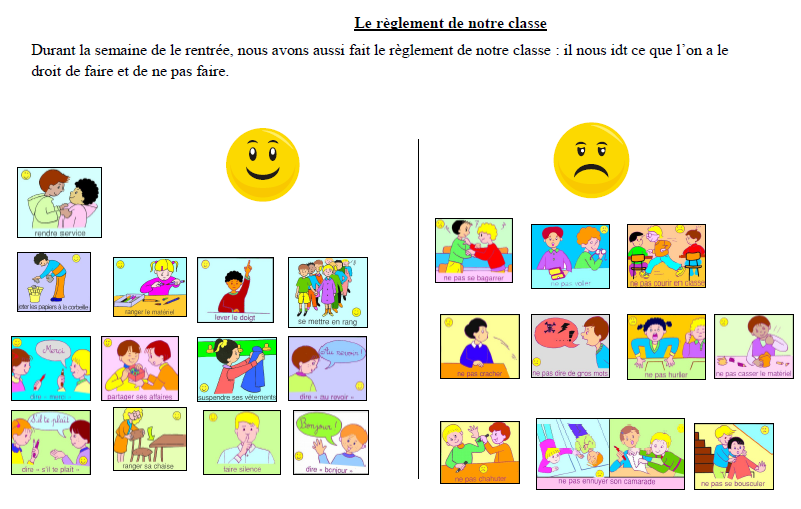 Le règlement de notre classe
Durant la semaine de le rentrée, nous avons aussi fait le règlement de notre classe : il nous idt ce que l'on a le
droit de faire et de ne pas faire.
rendre service
jeter les papiers à la corbeille
ranger le matériel
lever le doigt
se mettre en rang
Merci
dire « merci »
partager ses affaires
suspendre ses vêtements
Au revoir !
dire « au revoir »
S'il te plaît
dire « s'il te plaît »
ranger sa chaise
faire silence
Bonjour !
dire « bonjour »
ne pas se bagarrer
ne pas voler
ne pas courir en classe
ne pas cracher
ne pas dire de gros mots
ne pas hurler
ne pas casser le matériel
ne pas chahuter
ne pas ennuyer son camarade
ne pas se bousculer